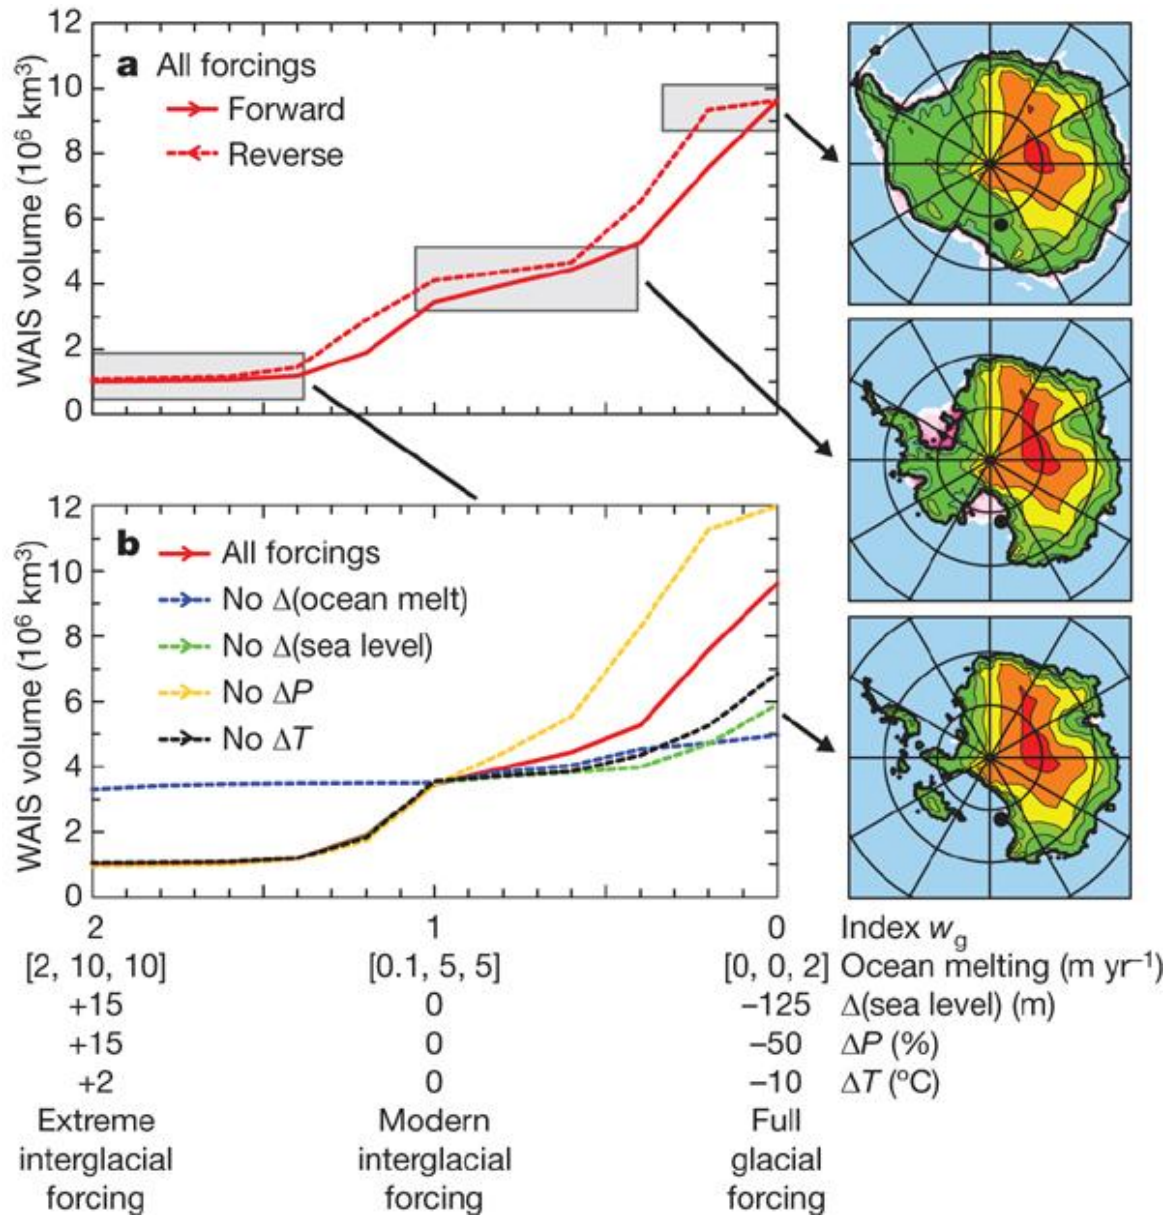 12
10
8
6
4
2
0
WAIS volume (10⁶ km³)
a All forcings
Forward
Reverse
12
10
8
6
4
2
0
WAIS volume (10⁶ km³)
b All forcings
No Δ(ocean melt)
No Δ(sea level)
No ΔP
No ΔT
2 1 0 Index w₉
[2, 10, 10] [0.1, 5, 5] [0, 0, 2] Ocean melting (m yr⁻¹)
+15 0 −125 Δ(sea level) (m)
+15 0 −50 ΔP (%)
+2 0 −10 ΔT (°C)
Extreme Modern Full
interglacial interglacial glacial
forcing forcing forcing